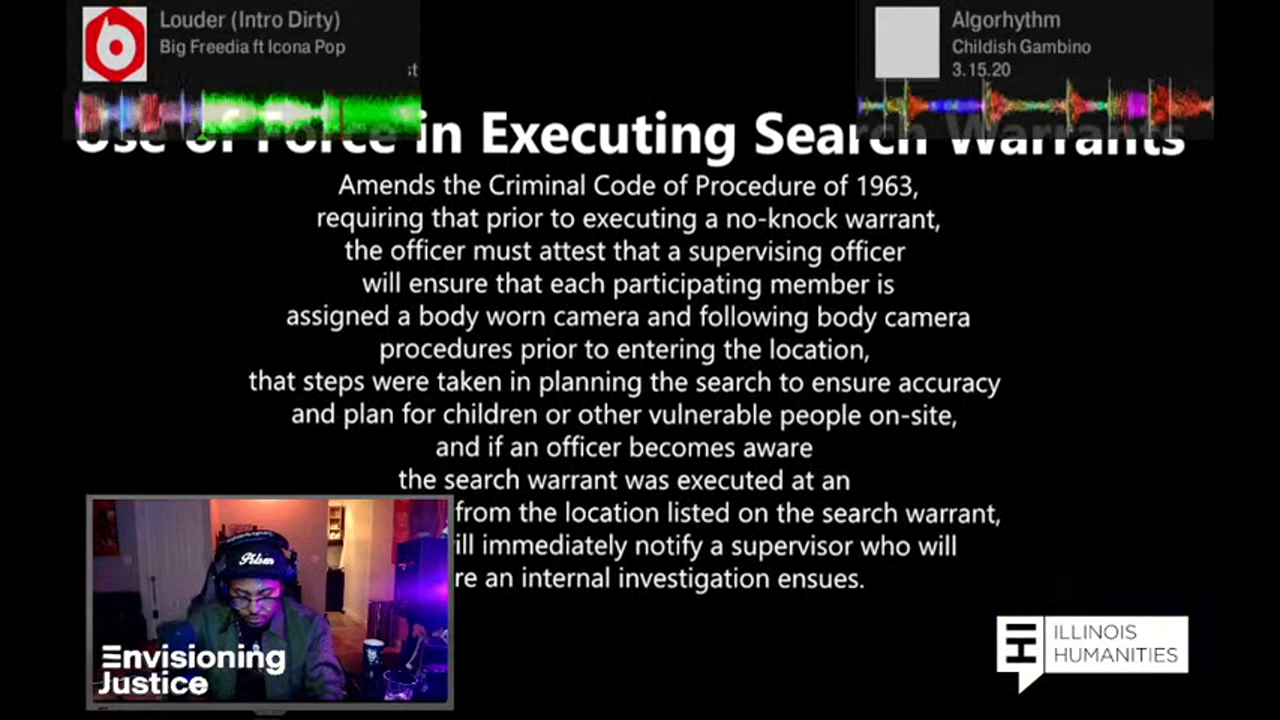 Louder (Intro Dirty)
Big Freedia ft Icona Pop
st
Algorhythm
Childish Gambino
3.15.20
Use of Force in Executing Search Warrants
Amends the Criminal Code of Procedure of 1963,
requiring that prior to executing a no-knock warrant,
the officer must attest that a supervising officer
will ensure that each participating member is
assigned a body worn camera and following body camera
procedures prior to entering the location,
that steps were taken in planning the search to ensure accuracy
and plan for children or other vulnerable people on-site,
and if an officer becomes aware
the search warrant was executed at an
from the location listed on the search warrant,
ill immediately notify a supervisor who will
re an internal investigation ensues.
Envisioning
Justice
ILLINOIS
HUMANITIES